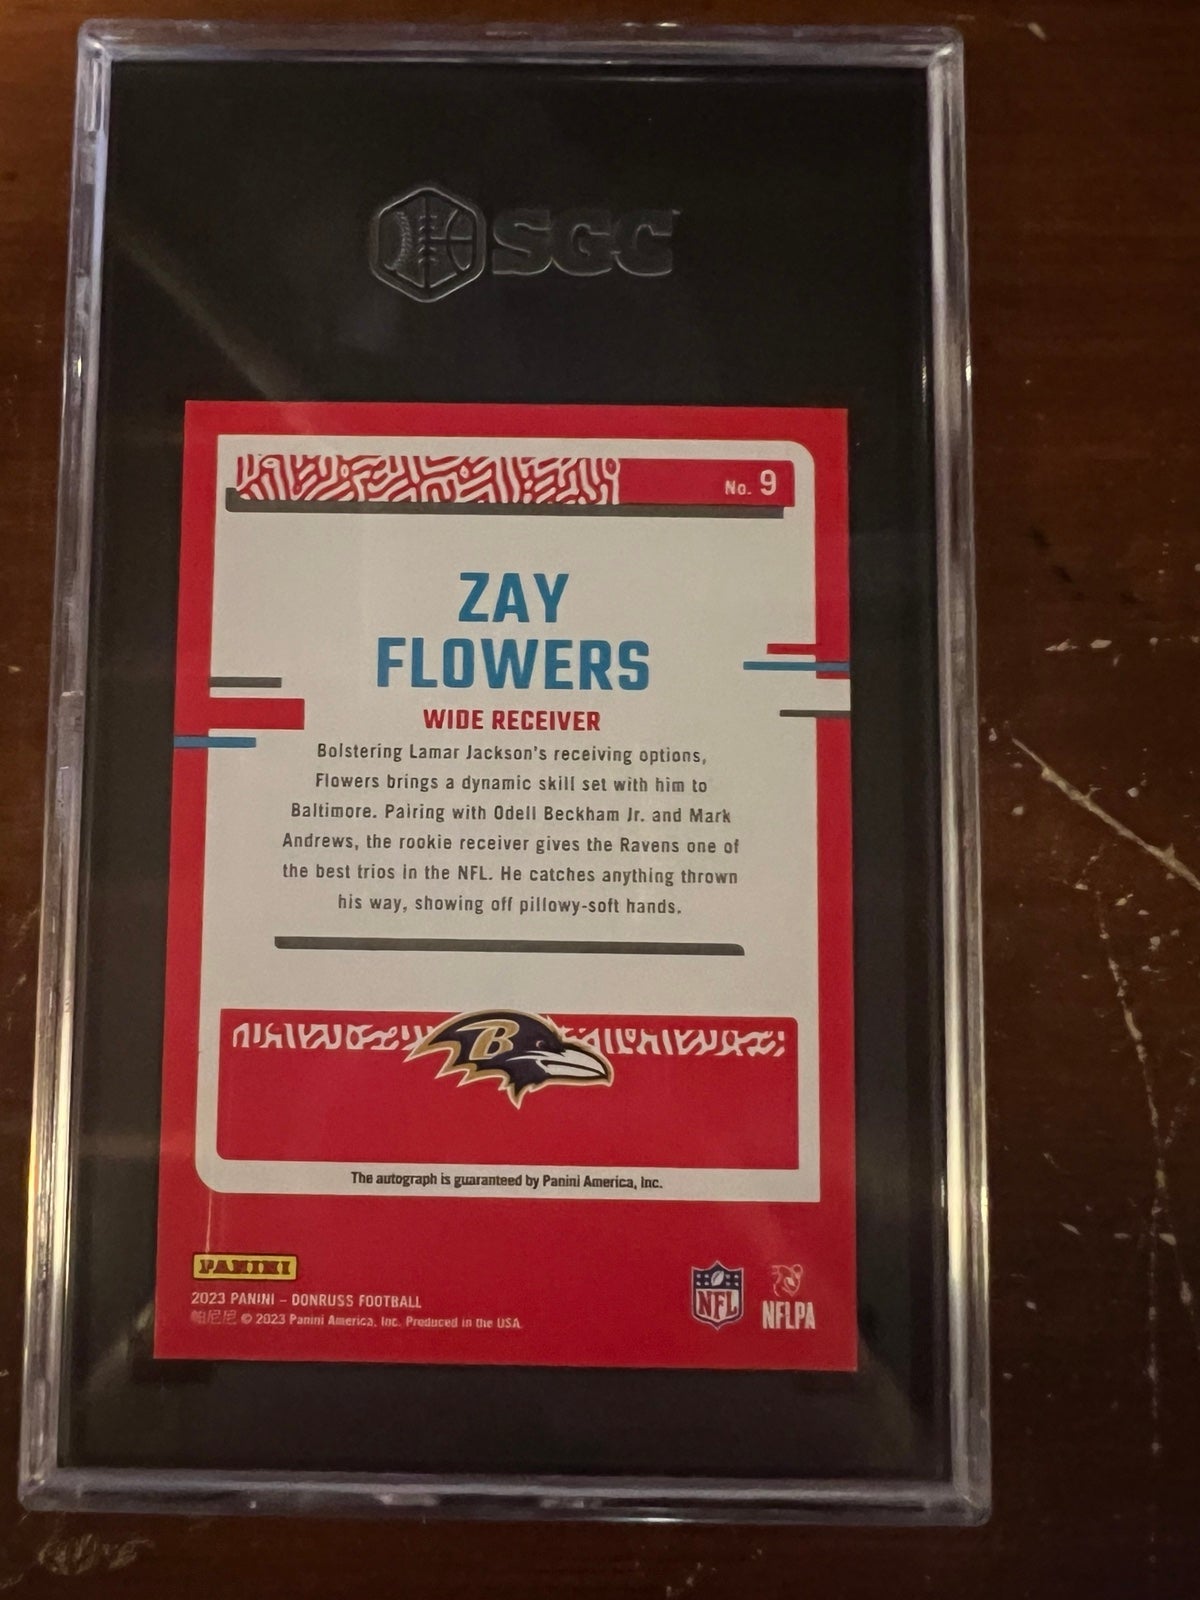 SGC
No. 9
ZAY
FLOWERS
WIDE RECEIVER
Bolstering Lamar Jackson's receiving options,
Flowers brings a dynamic skill set with him to
Baltimore. Pairing with Odell Beckham Jr. and Mark
Andrews, the rookie receiver gives the Ravens one of
the best trios in the NFL. He catches anything thrown
his way, showing off pillowy-soft hands.
B
The autograph is guaranteed by Panini America, Inc.
PANINI
2023 PANINI – DONRUSS FOOTBALL
帕尼尼 © 2023 Panini America, Inc. Produced in the USA.
NFL
NFLPA